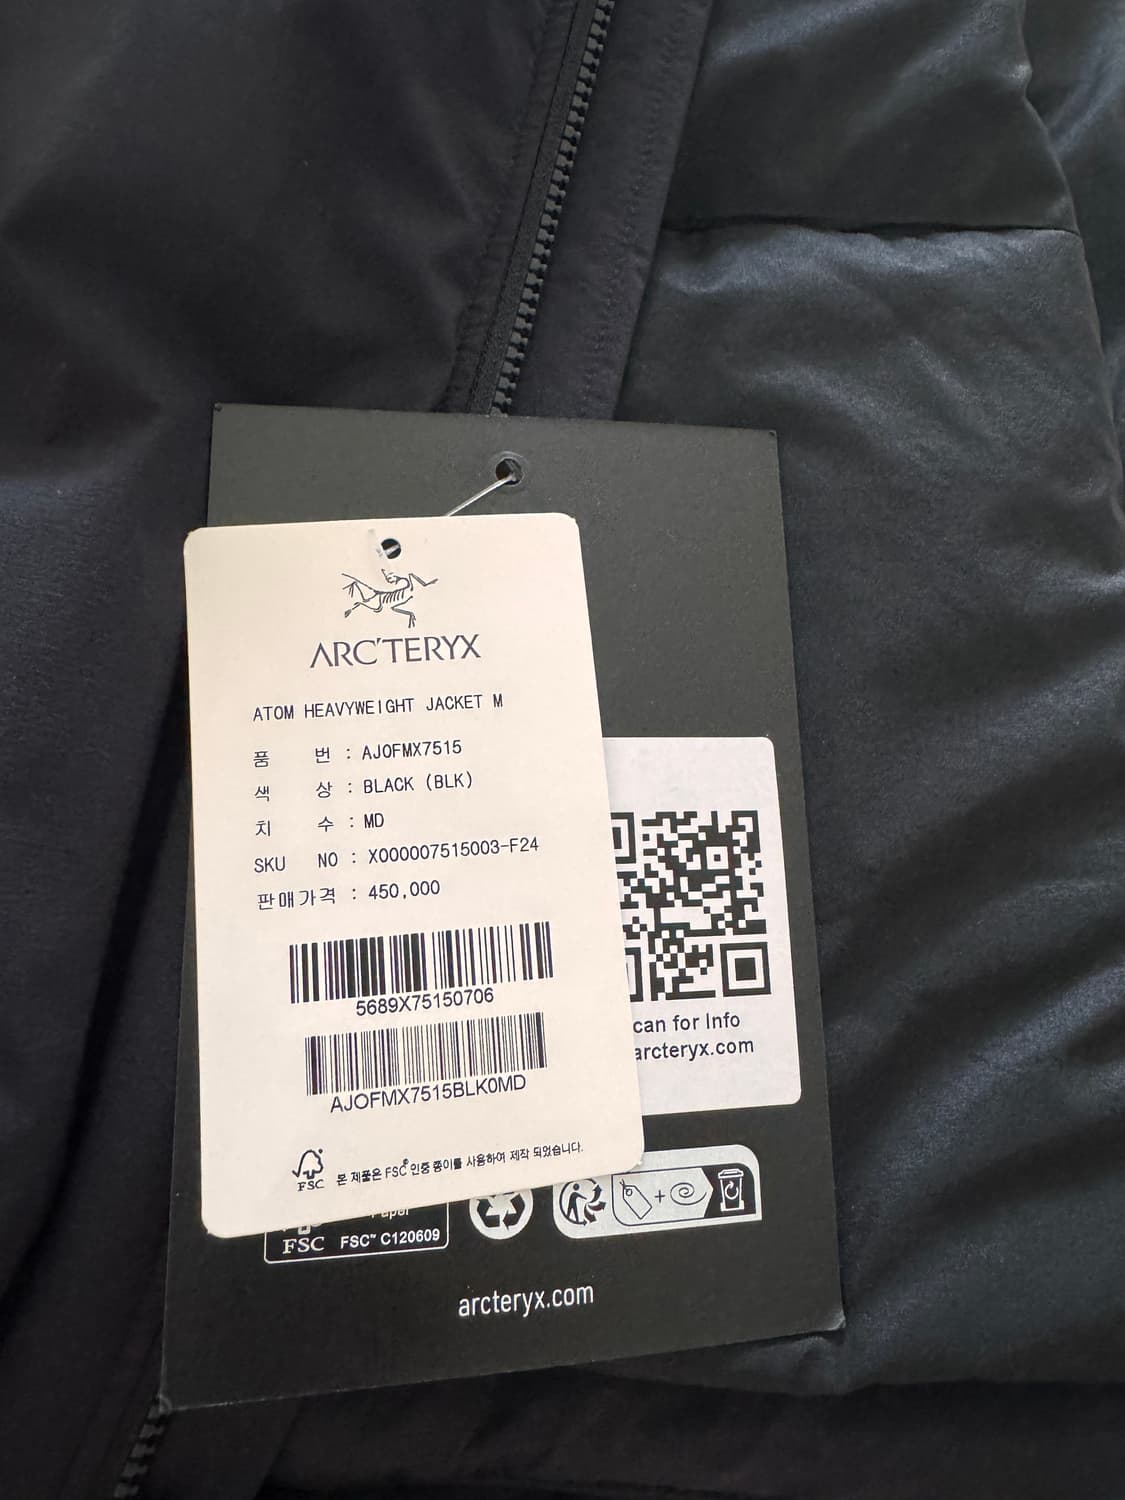 ARC'TERYX
ATOM HEAVYWEIGHT JACKET M
품 번 : AJOFMX7515
색 상 : BLACK (BLK)
치 수 : MD
SKU NO : X000007515003-F24
판매가격 : 450,000
5689X75150706
AJOFMX7515BLK0MD
FSC 본 제품은 FSC® 인증 종이를 사용하여 제작 되었습니다.
can for Info
arcteryx.com
Paper
FSC FSC™ C120609
arcteryx.com